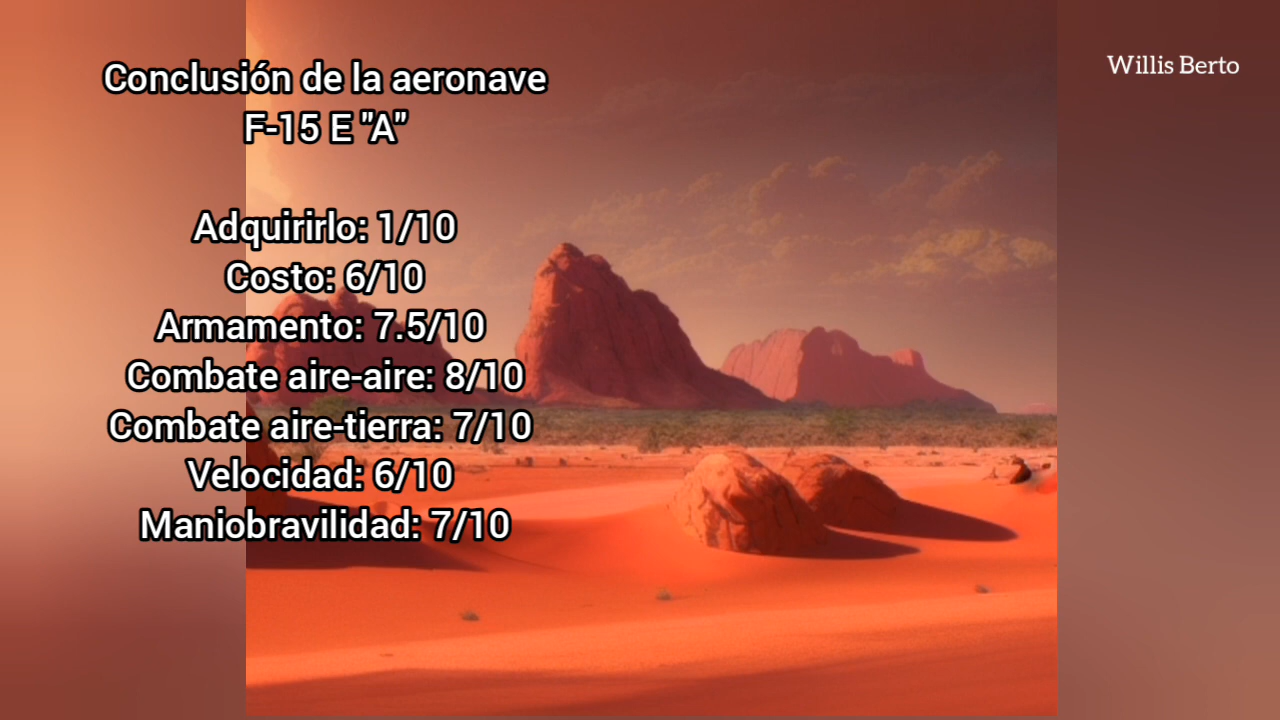 Willis Berto
Conclusión de la aeronave
F-15 E "A"
Adquirirlo: 1/10
Costo: 6/10
Armamento: 7.5/10
Combate aire-aire: 8/10
Combate aire-tierra: 7/10
Velocidad: 6/10
Maniobravilidad: 7/10